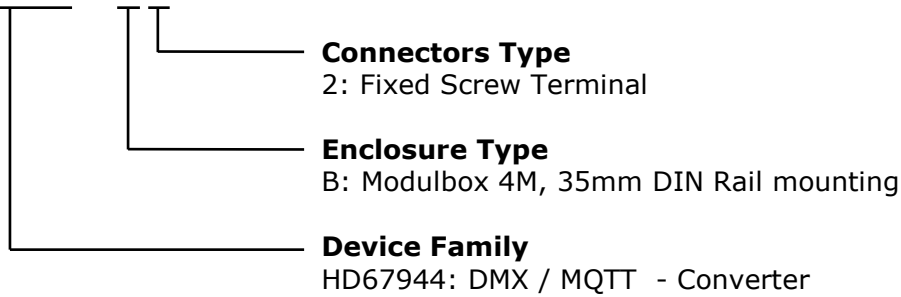 Connectors Type
2: Fixed Screw Terminal
Enclosure Type
B: Modulbox 4M, 35mm DIN Rail mounting
Device Family
HD67944: DMX / MQTT - Converter